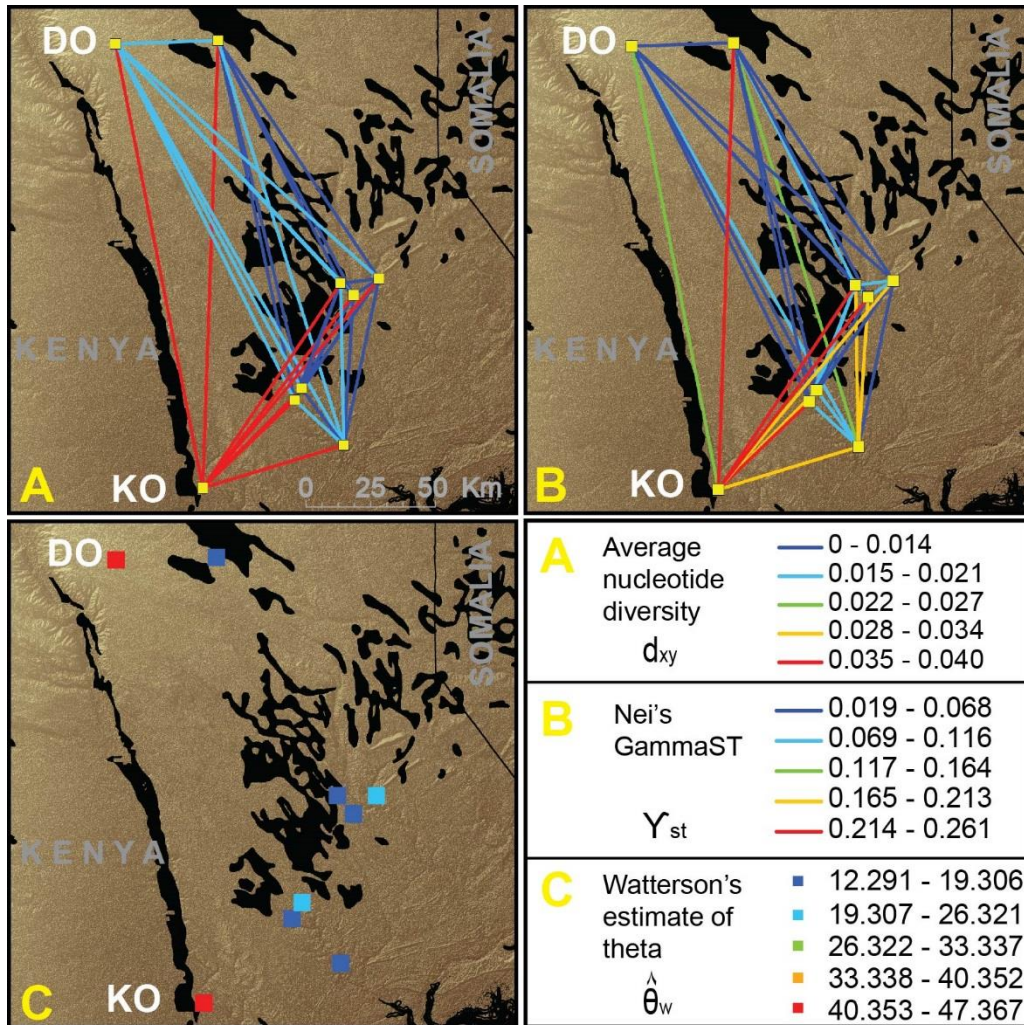 DO
SOMALIA
KENYA
A
KO
0 25 50 Km
DO
SOMALIA
KENYA
B
KO
DO
SOMALIA
KENYA
C
KO
A
Average
nucleotide
diversity
dxy
0 - 0.014
0.015 - 0.021
0.022 - 0.027
0.028 - 0.034
0.035 - 0.040
B
Nei's
GammaST
ϒst
0.019 - 0.068
0.069 - 0.116
0.117 - 0.164
0.165 - 0.213
0.214 - 0.261
C
Watterson's
estimate of
theta
θ̂w
12.291 - 19.306
19.307 - 26.321
26.322 - 33.337
33.338 - 40.352
40.353 - 47.367